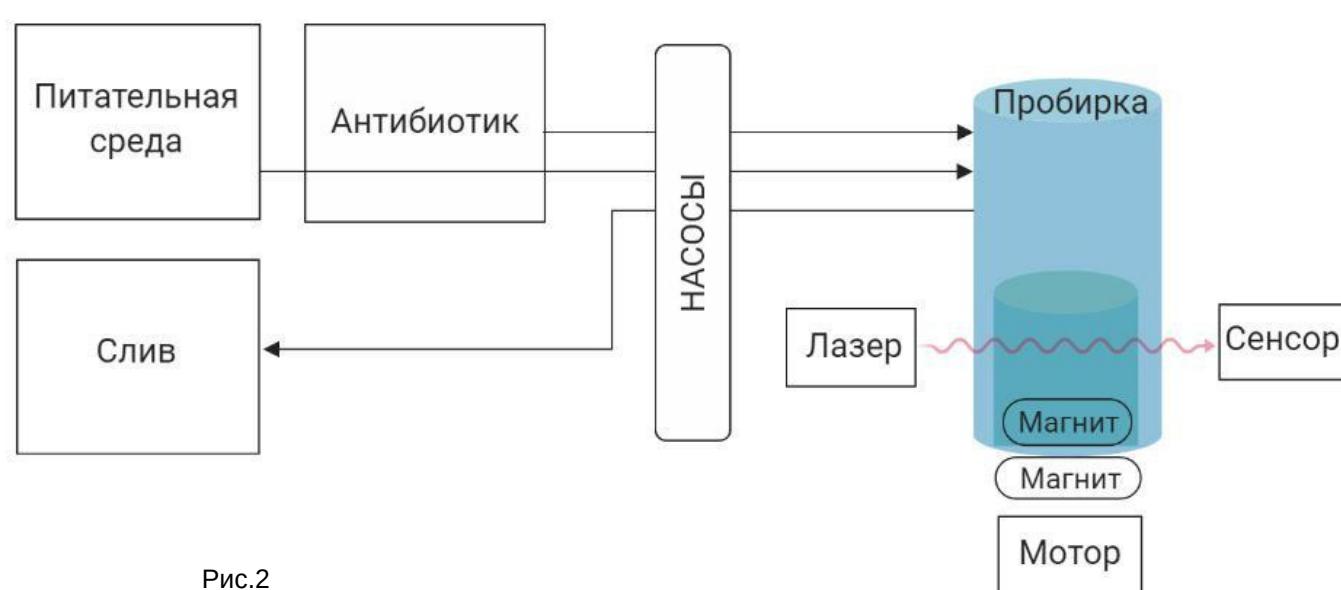 Питательная
среда
Антибиотик
Слив
НАСОСЫ
Пробирка
Лазер
Сенсор
Магнит
Магнит
Мотор
Рис.2